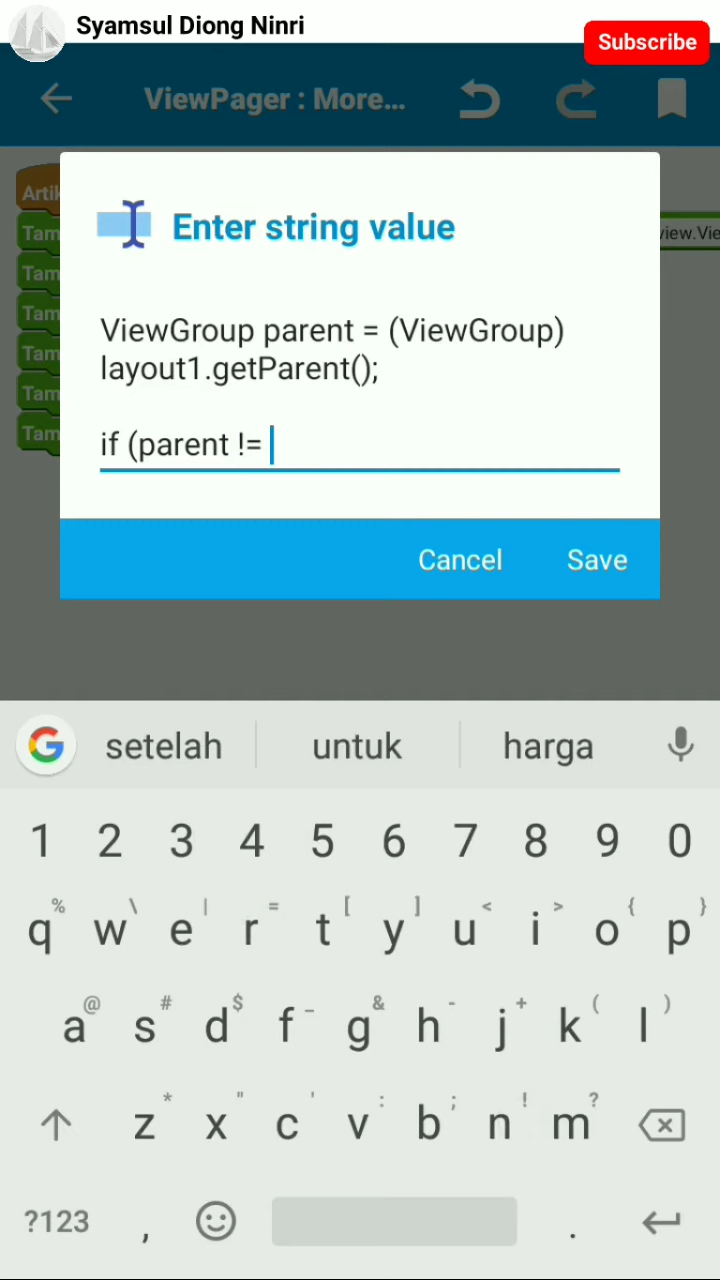 Syamsul Diong Ninri
Subscribe
ViewPager : More...
Enter string value
ViewGroup parent = (ViewGroup)
layout1.getParent();
if (parent !=
Cancel Save
setelah untuk harga
1 2 3 4 5 6 7 8 9 0
% \ | = [ ] < > { }
q w e r t y u i o p
@ # $ _ & - + ( )
a s d f g h j k l
* " ' : ; ! ?
z x c v b n m
?123 , .